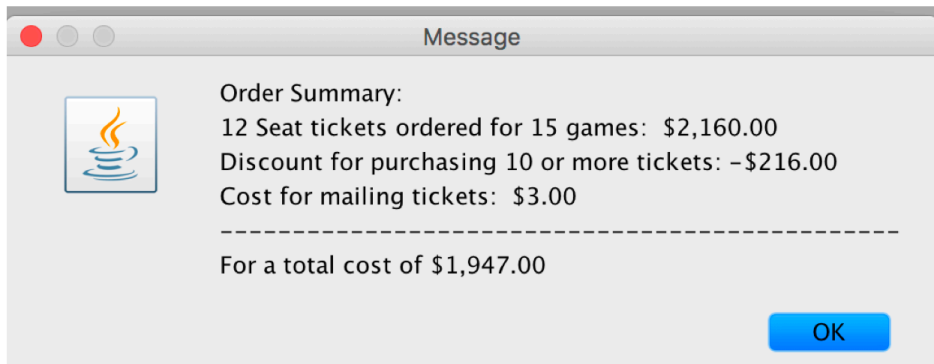 Message
Order Summary:
12 Seat tickets ordered for 15 games:  $2,160.00
Discount for purchasing 10 or more tickets: -$216.00
Cost for mailing tickets:  $3.00
-----------------------------------------------
For a total cost of $1,947.00
OK